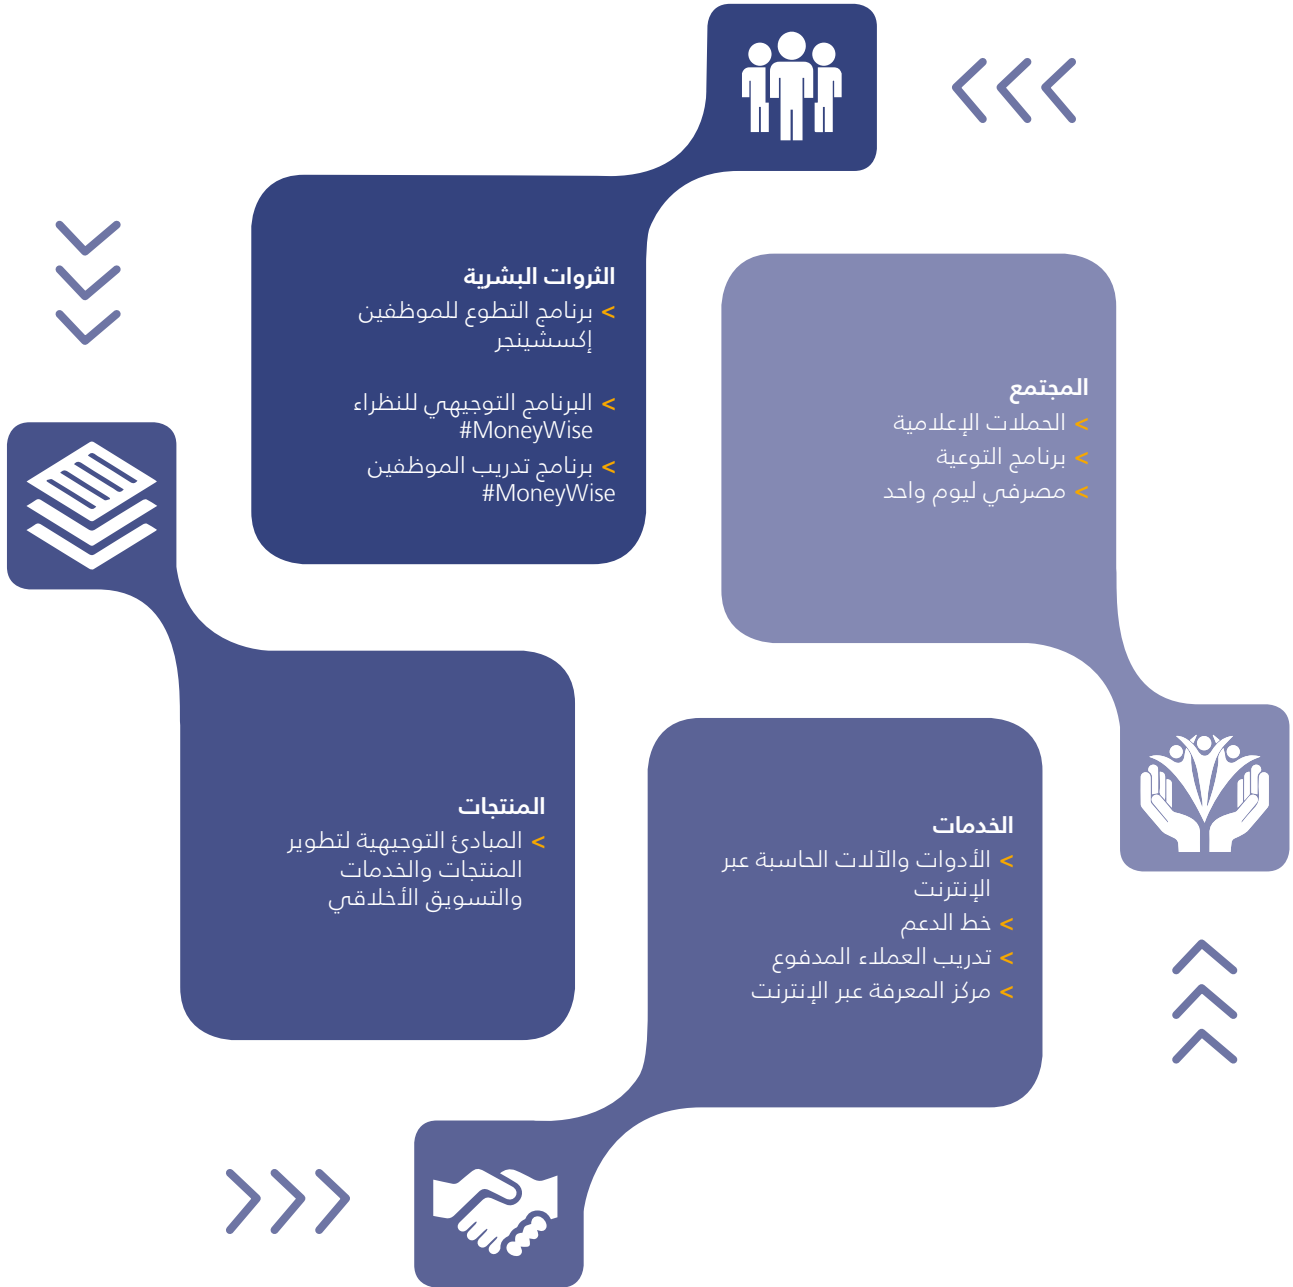 الثروات البشرية
> برنامج التطوع للموظفين
إكسشينجر
> البرنامج التوجيهي للنظراء
#MoneyWise
> برنامج تدريب الموظفين
#MoneyWise
المجتمع
> الحملات الإعلامية
> برنامج التوعية
> مصرفي ليوم واحد
المنتجات
> المبادئ التوجيهية لتطوير
المنتجات والخدمات
والتسويق الأخلاقي
الخدمات
> الأدوات والآلات الحاسبة عبر
الإنترنت
> خط الدعم
> تدريب العملاء المدفوع
> مركز المعرفة عبر الإنترنت